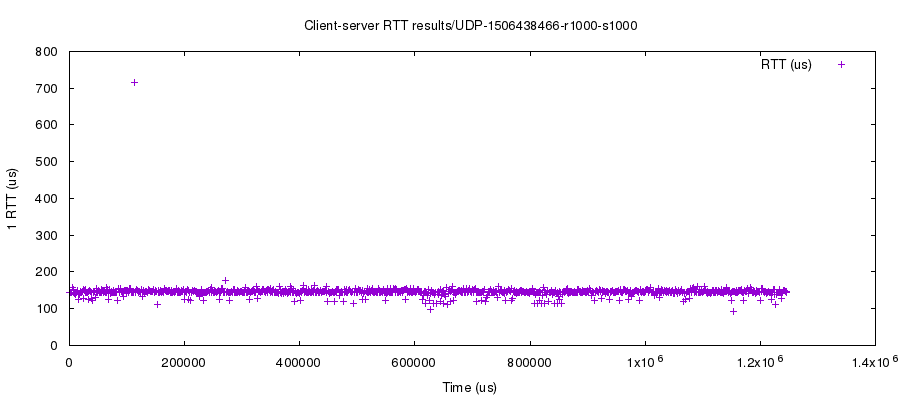 Client-server RTT results/UDP-1506438466-r1000-s1000
RTT (us)
1 RTT (us)
800
700
600
500
400
300
200
100
0
0 200000 400000 600000 800000 1x10^6 1.2x10^6 1.4x10^6
Time (us)